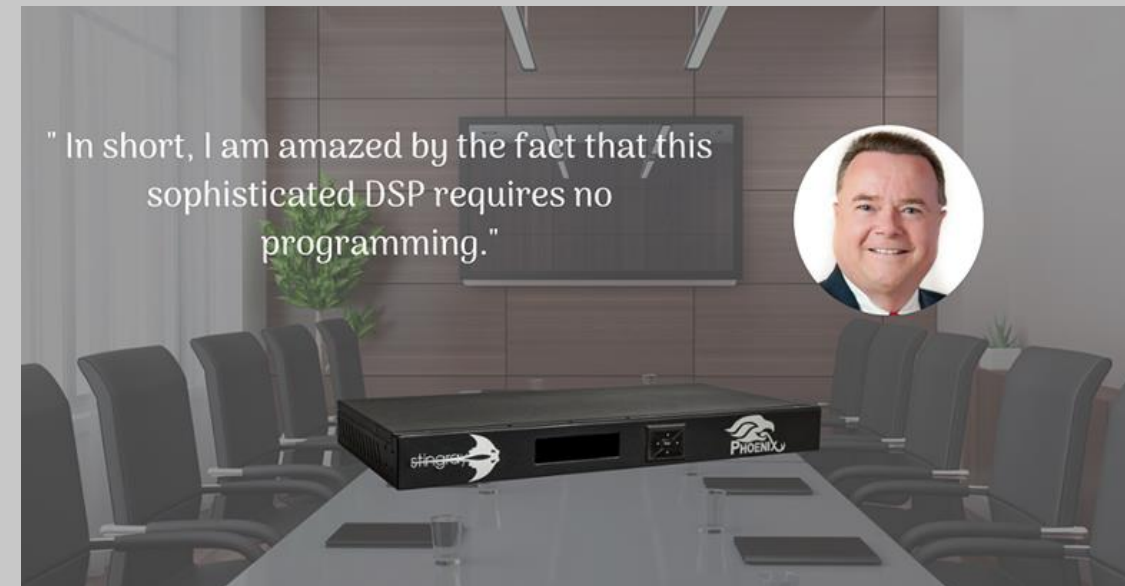 " In short, I am amazed by the fact that this
sophisticated DSP requires no
programming."
stingray
PHOENIX